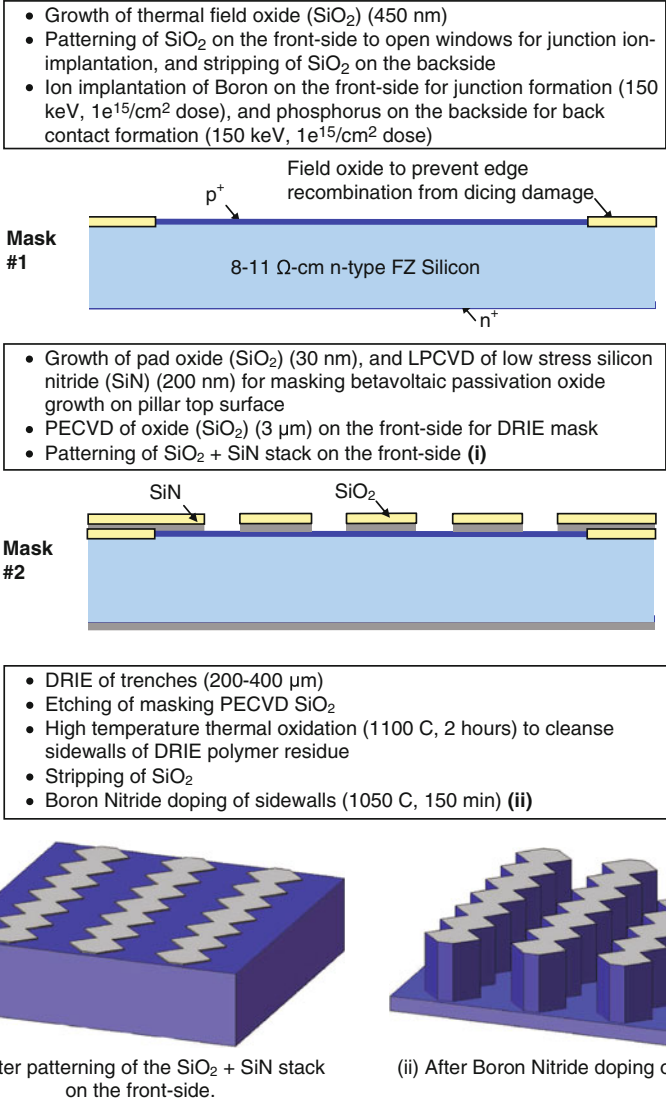 • Growth of thermal field oxide (SiO₂) (450 nm)
• Patterning of SiO₂ on the front-side to open windows for junction ion-
implantation, and stripping of SiO₂ on the backside
• Ion implantation of Boron on the front-side for junction formation (150
keV, 1e¹⁵/cm² dose), and phosphorus on the backside for back
contact formation (150 keV, 1e¹⁵/cm² dose)
Field oxide to prevent edge
recombination from dicing damage
p⁺
Mask
#1
8-11 Ω-cm n-type FZ Silicon
n⁺
• Growth of pad oxide (SiO₂) (30 nm), and LPCVD of low stress silicon
nitride (SiN) (200 nm) for masking betavoltaic passivation oxide
growth on pillar top surface
• PECVD of oxide (SiO₂) (3 μm) on the front-side for DRIE mask
• Patterning of SiO₂ + SiN stack on the front-side (i)
SiN
SiO₂
Mask
#2
• DRIE of trenches (200-400 μm)
• Etching of masking PECVD SiO₂
• High temperature thermal oxidation (1100 C, 2 hours) to cleanse
sidewalls of DRIE polymer residue
• Stripping of SiO₂
• Boron Nitride doping of sidewalls (1050 C, 150 min) (ii)
patterning of the SiO₂ + SiN stack
on the front-side.
(ii) After Boron Nitride doping